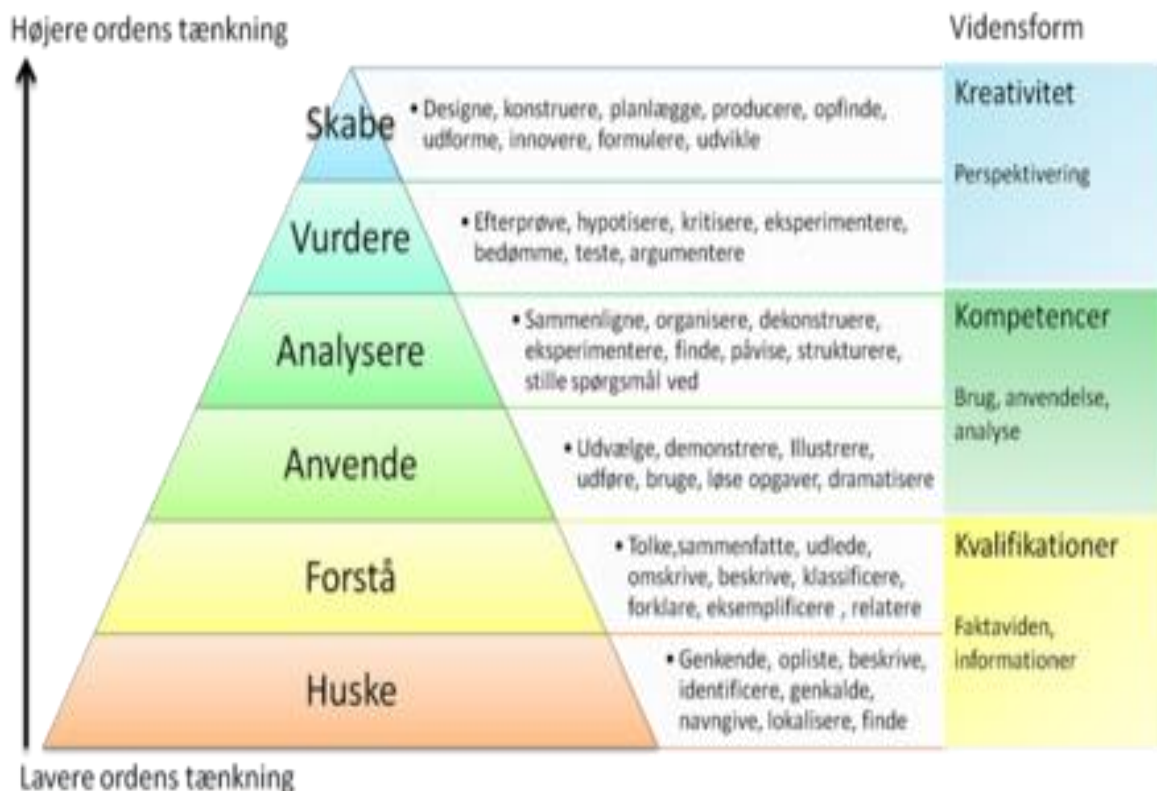 Højere ordens tænkning
Vidensform
Skabe
• Designe, konstruere, planlægge, producere, opfinde,
udforme, innovere, formulere, udvikle
Kreativitet
Perspektivering
Vurdere
• Efterprøve, hypotisere, kritisere, eksperimentere,
bedømme, teste, argumentere
Analysere
• Sammenligne, organisere, dekonstruere,
eksperimentere, finde, påvise, strukturere,
stille spørgsmål ved
Kompetencer
Brug, anvendelse,
analyse
Anvende
• Udvælge, demonstrere, Illustrere,
udføre, bruge, løse opgaver, dramatisere
Forstå
• Tolke,sammenfatte, udlede,
omskrive, beskrive, klassificere,
forklare, eksemplificere , relatere
Kvalifikationer
Faktaviden,
informationer
Huske
• Genkende, opliste, beskrive,
identificere, genkalde,
navngive, lokalisere, finde
Lavere ordens tænkning